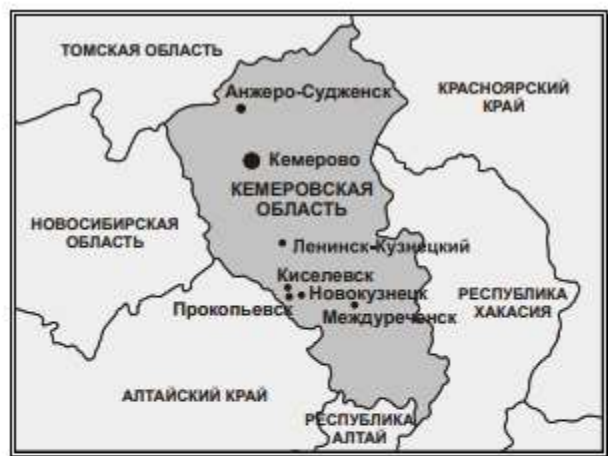 ТОМСКАЯ ОБЛАСТЬ
Анжеро-Судженск
КРАСНОЯРСКИЙ
КРАЙ
Кемерово
КЕМЕРОВСКАЯ
ОБЛАСТЬ
НОВОСИБИРСКАЯ
ОБЛАСТЬ
Ленинск-Кузнецкий
Киселевск
Новокузнецк
Прокопьевск
Междуреченск
РЕСПУБЛИКА
ХАКАСИЯ
АЛТАЙСКИЙ КРАЙ
РЕСПУБЛИКА
АЛТАЙ